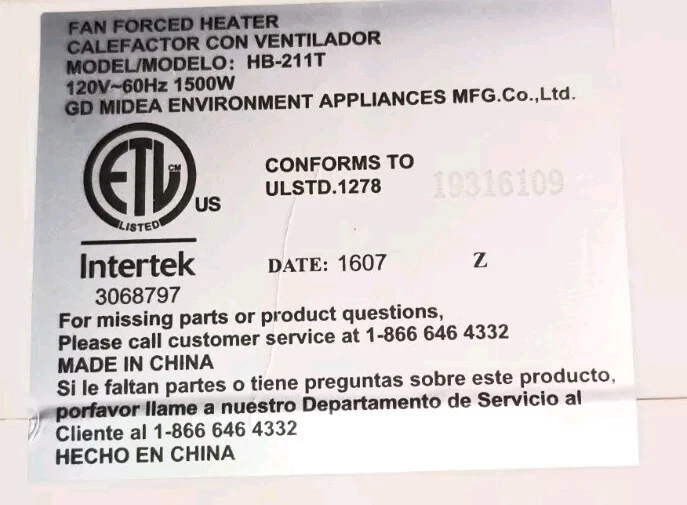 FAN FORCED HEATER
CALEFACTOR CON VENTILADOR
MODEL/MODELO: HB-211T
120V~60Hz 1500W
GD MIDEA ENVIRONMENT APPLIANCES MFG.Co.,Ltd.
ETL CM
US
LISTED
CONFORMS TO
ULSTD.1278
19316109
Intertek
3068797
DATE: 1607 Z
For missing parts or product questions,
Please call customer service at 1-866 646 4332
MADE IN CHINA
Si le faltan partes o tiene preguntas sobre este producto,
porfavor llame a nuestro Departamento de Servicio al
Cliente al 1-866 646 4332
HECHO EN CHINA